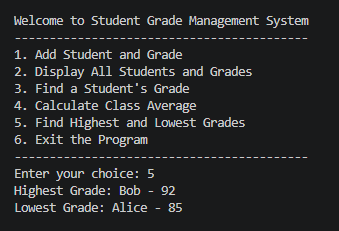 Welcome to Student Grade Management System
------------------------------------------
1. Add Student and Grade
2. Display All Students and Grades
3. Find a Student's Grade
4. Calculate Class Average
5. Find Highest and Lowest Grades
6. Exit the Program
------------------------------------------
Enter your choice: 5
Highest Grade: Bob - 92
Lowest Grade: Alice - 85